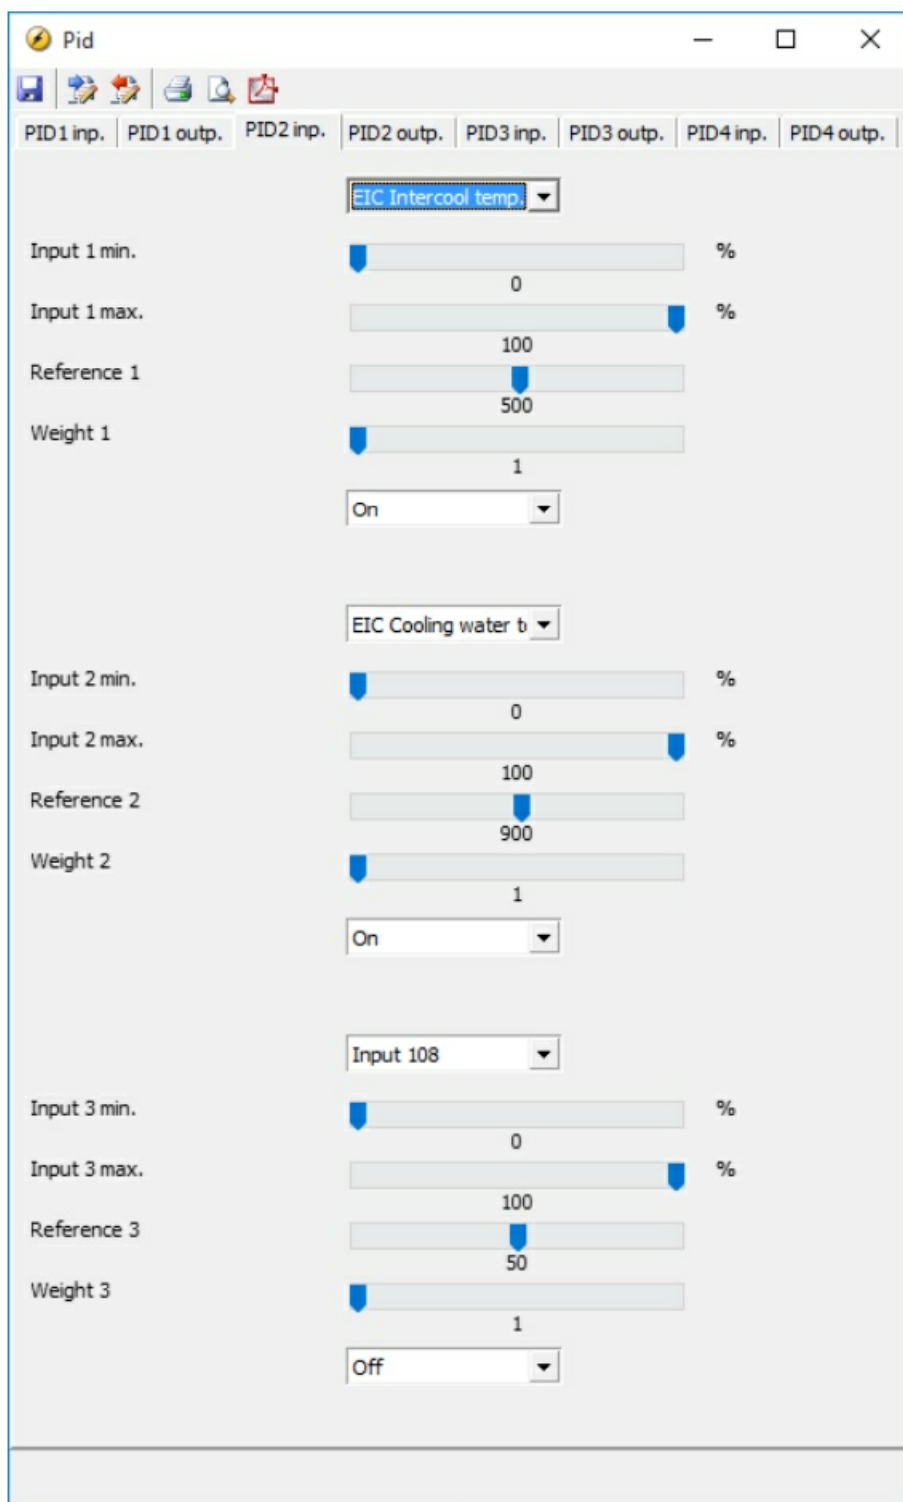 Pid
PID1 inp. PID1 outp. PID2 inp. PID2 outp. PID3 inp. PID3 outp. PID4 inp. PID4 outp.
EIC Intercool temp.
Input 1 min. %
0
Input 1 max. %
100
Reference 1
500
Weight 1
1
On
EIC Cooling water t
Input 2 min. %
0
Input 2 max. %
100
Reference 2
900
Weight 2
1
On
Input 108
Input 3 min. %
0
Input 3 max. %
100
Reference 3
50
Weight 3
1
Off